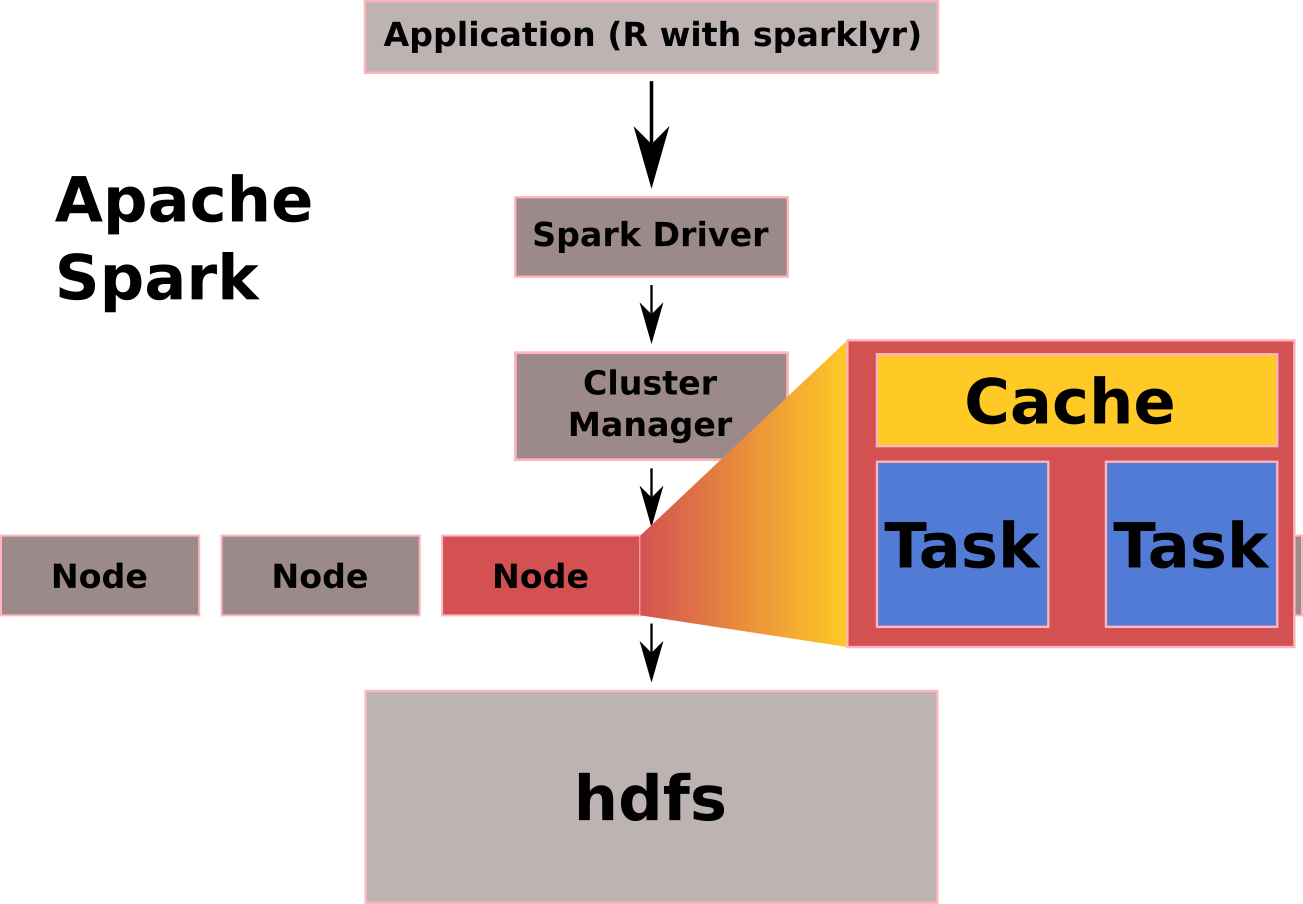 Application (R with sparklyr)
Apache
Spark
Spark Driver
Cluster
Manager
Cache
Task Task
Node Node Node
hdfs